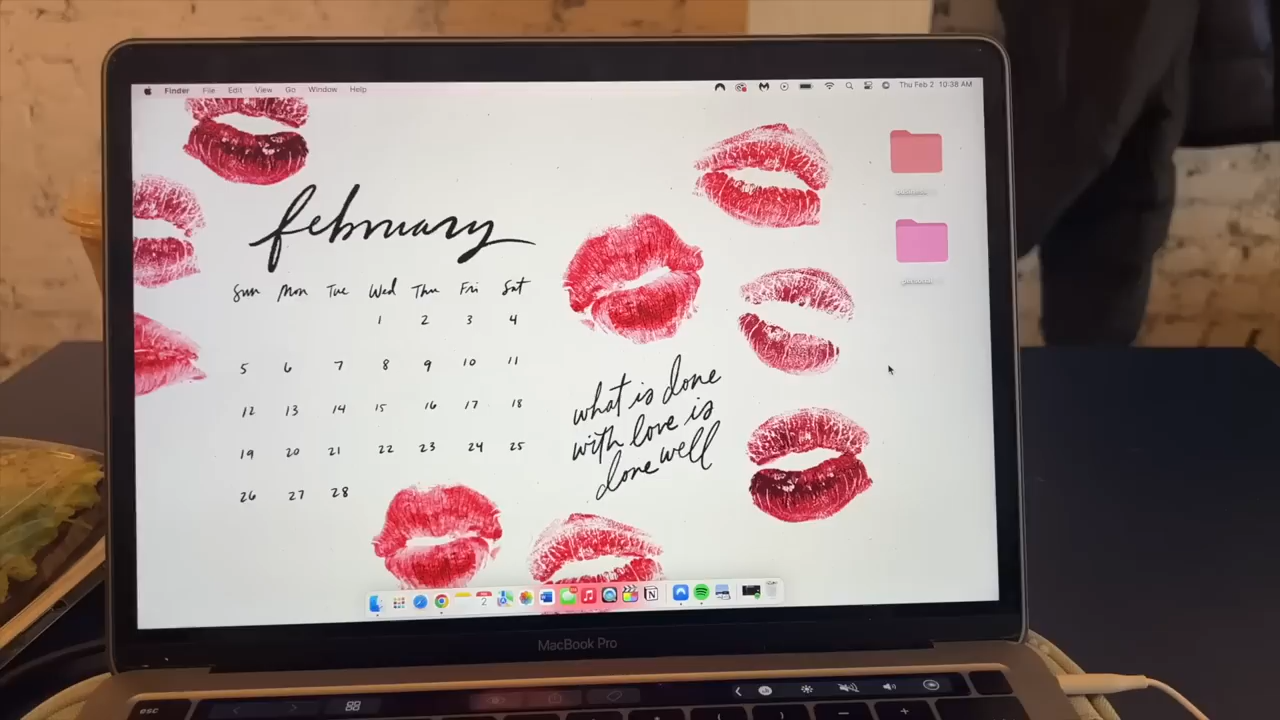 Finder File Edit View Go Window Help
Thu Feb 2 10:38 AM
february
Sun Mon Tue Wed Thu Fri Sat
1 2 3 4
5 6 7 8 9 10 11
12 13 14 15 16 17 18
19 20 21 22 23 24 25
26 27 28
what is done
with love is
done well
personal
2
MacBook Pro
esc